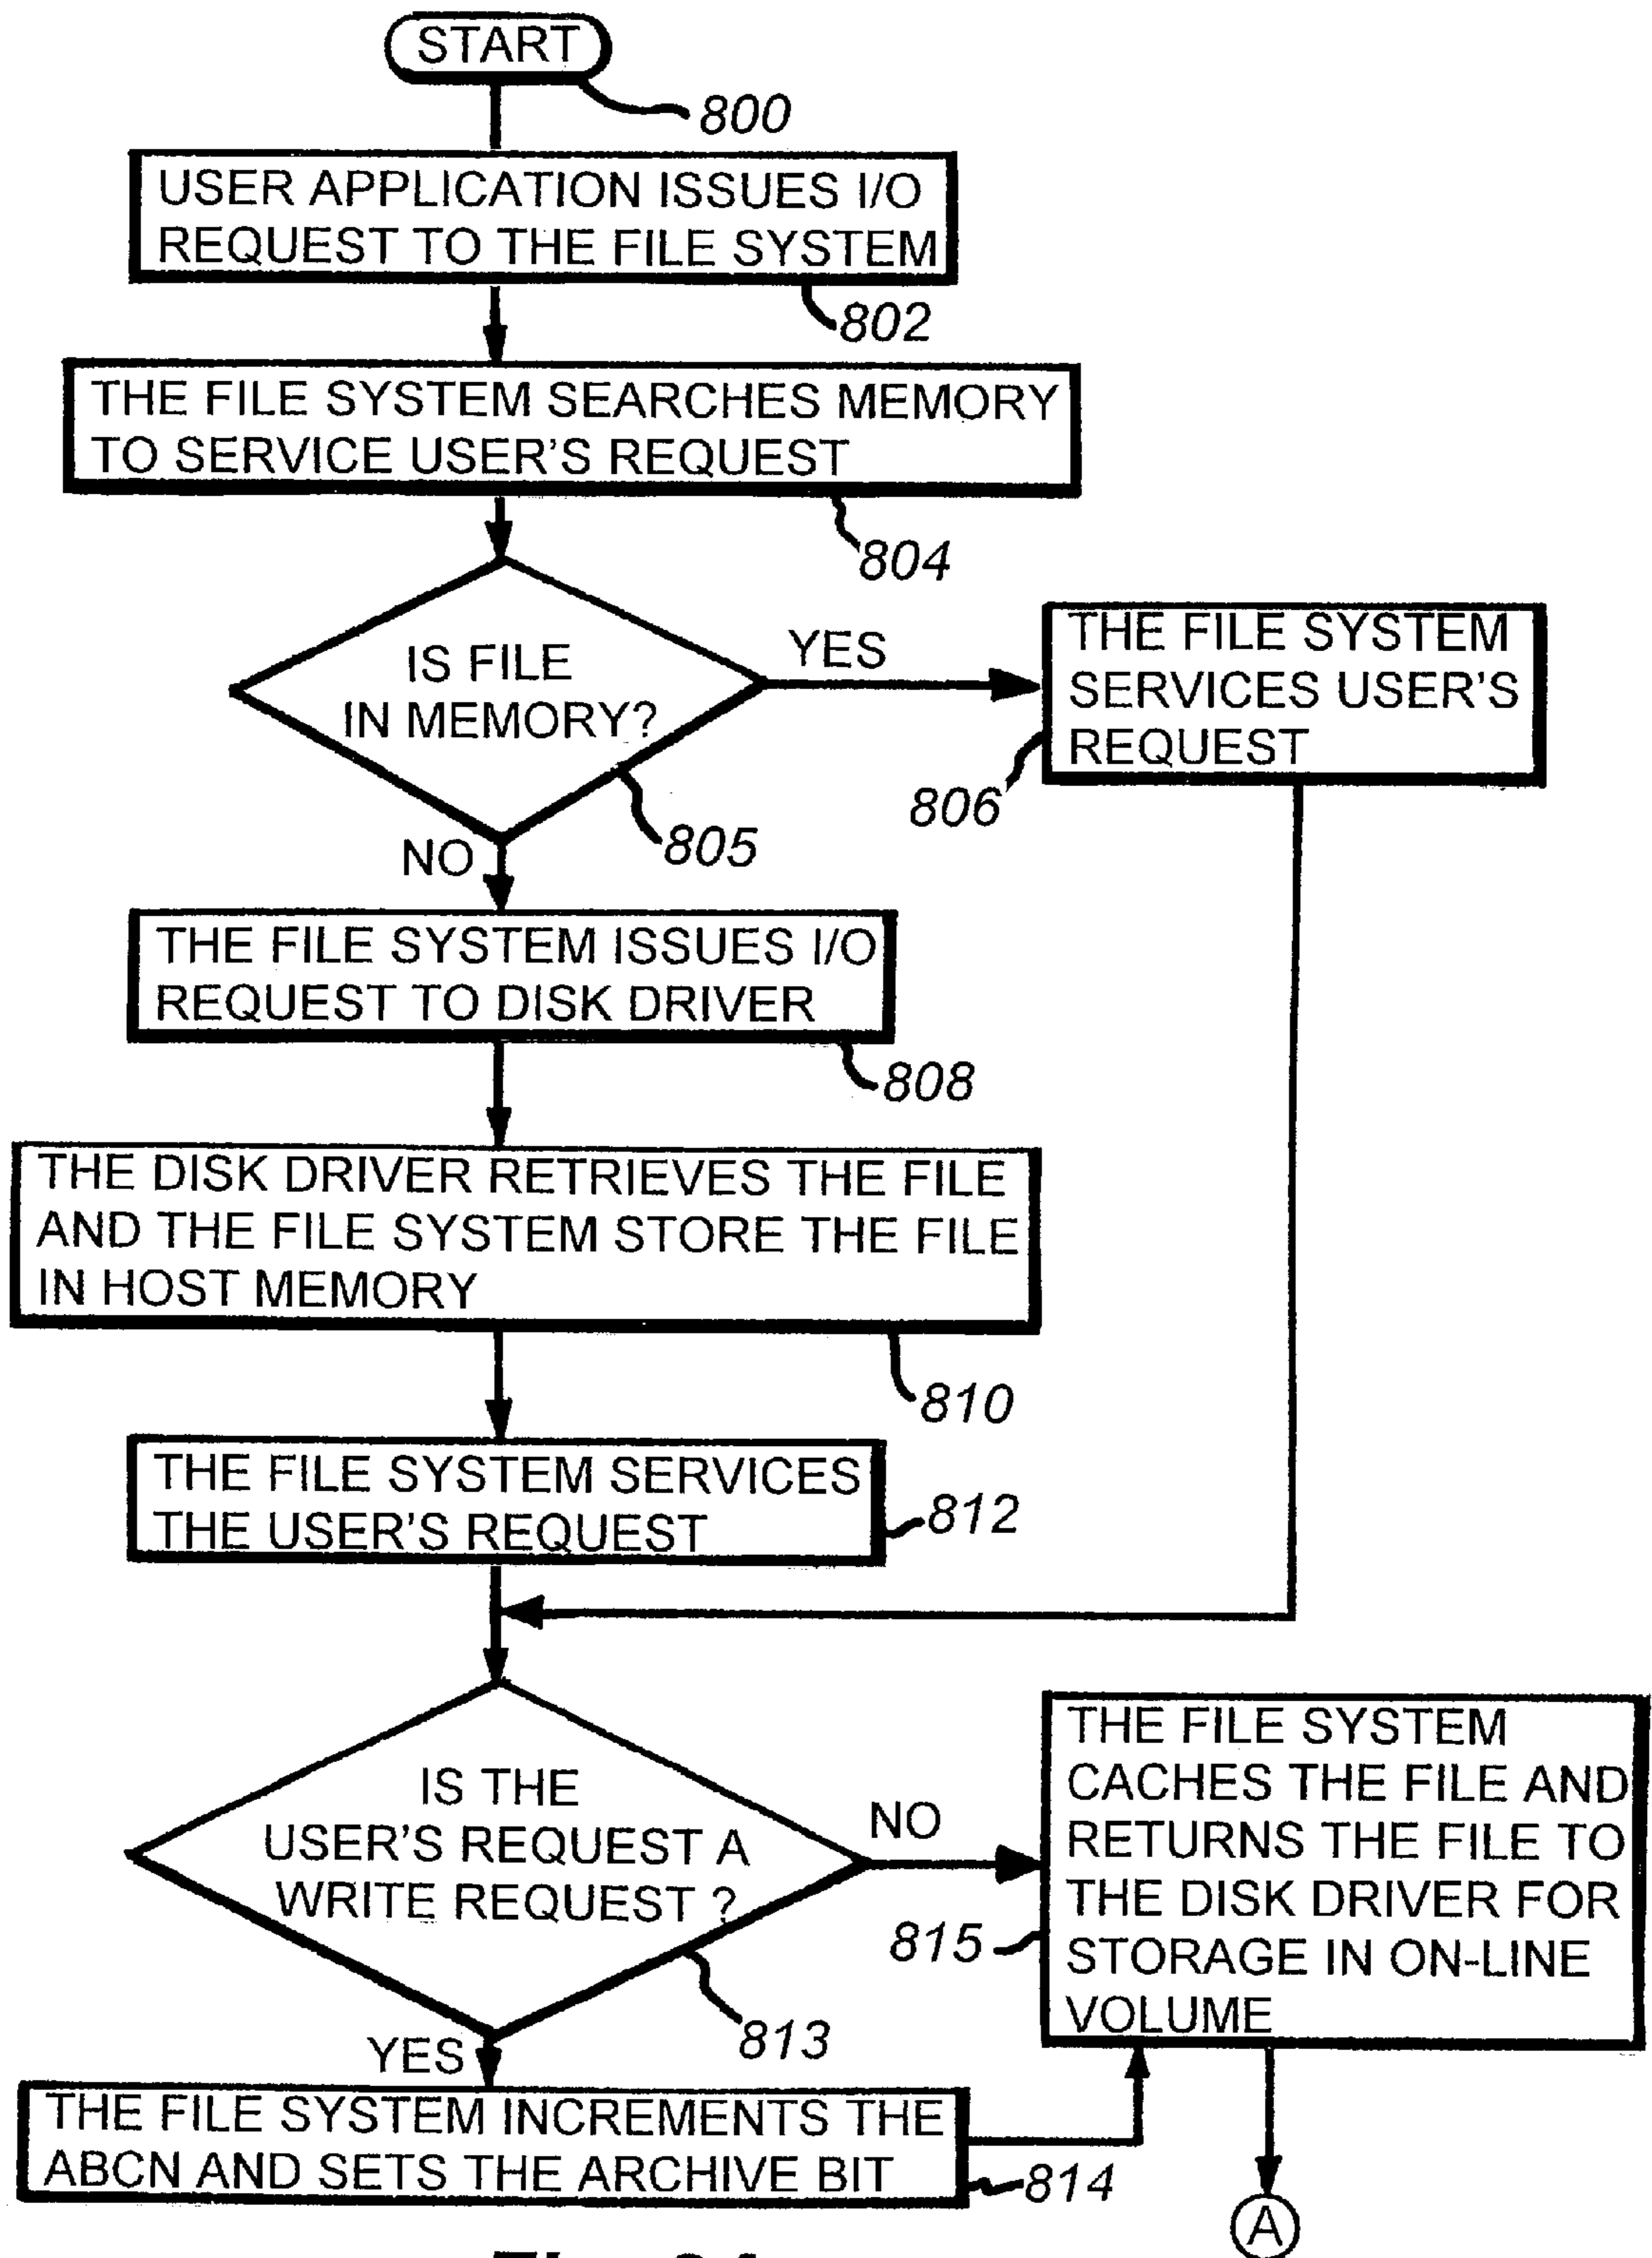 START
800
USER APPLICATION ISSUES I/O
REQUEST TO THE FILE SYSTEM
802
THE FILE SYSTEM SEARCHES MEMORY
TO SERVICE USER'S REQUEST
804
IS FILE
IN MEMORY?
805
YES
THE FILE SYSTEM
SERVICES USER'S
REQUEST
806
NO
THE FILE SYSTEM ISSUES I/O
REQUEST TO DISK DRIVER
808
THE DISK DRIVER RETRIEVES THE FILE
AND THE FILE SYSTEM STORE THE FILE
IN HOST MEMORY
810
THE FILE SYSTEM SERVICES
THE USER'S REQUEST
812
IS THE
USER'S REQUEST A
WRITE REQUEST ?
813
NO
THE FILE SYSTEM
CACHES THE FILE AND
RETURNS THE FILE TO
THE DISK DRIVER FOR
STORAGE IN ON-LINE
VOLUME
815
YES
THE FILE SYSTEM INCREMENTS THE
ABCN AND SETS THE ARCHIVE BIT
814
A